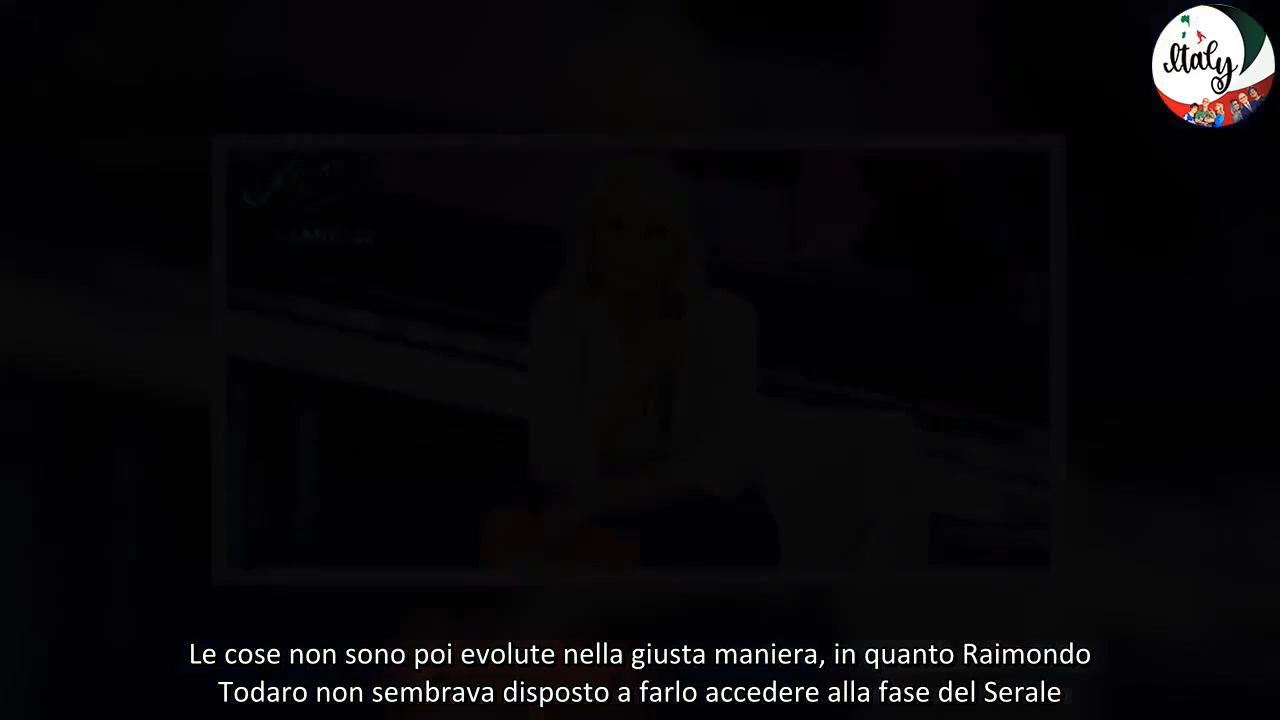 Italy
Le cose non sono poi evolute nella giusta maniera, in quanto Raimondo
Todaro non sembrava disposto a farlo accedere alla fase del Serale